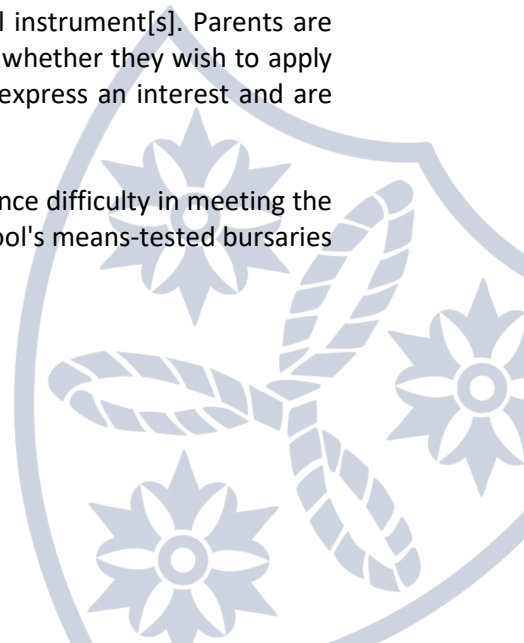 l instrument[s]. Parents are
whether they wish to apply
express an interest and are
nce difficulty in meeting the
ool's means-tested bursaries